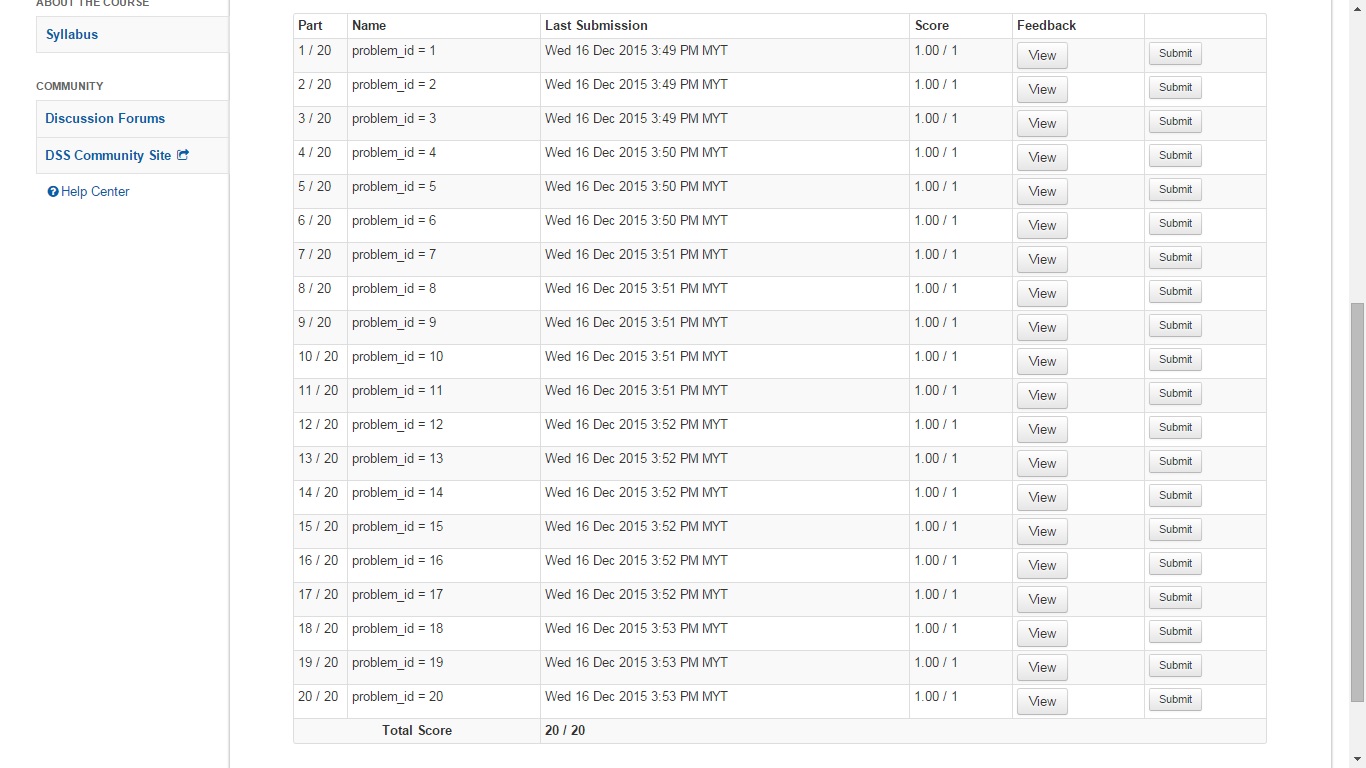 ABOUT THE COURSE
Syllabus
COMMUNITY
Discussion Forums
DSS Community Site
Help Center
Part Name Last Submission Score Feedback
1 / 20 problem_id = 1 Wed 16 Dec 2015 3:49 PM MYT 1.00 / 1 View Submit
2 / 20 problem_id = 2 Wed 16 Dec 2015 3:49 PM MYT 1.00 / 1 View Submit
3 / 20 problem_id = 3 Wed 16 Dec 2015 3:49 PM MYT 1.00 / 1 View Submit
4 / 20 problem_id = 4 Wed 16 Dec 2015 3:50 PM MYT 1.00 / 1 View Submit
5 / 20 problem_id = 5 Wed 16 Dec 2015 3:50 PM MYT 1.00 / 1 View Submit
6 / 20 problem_id = 6 Wed 16 Dec 2015 3:50 PM MYT 1.00 / 1 View Submit
7 / 20 problem_id = 7 Wed 16 Dec 2015 3:51 PM MYT 1.00 / 1 View Submit
8 / 20 problem_id = 8 Wed 16 Dec 2015 3:51 PM MYT 1.00 / 1 View Submit
9 / 20 problem_id = 9 Wed 16 Dec 2015 3:51 PM MYT 1.00 / 1 View Submit
10 / 20 problem_id = 10 Wed 16 Dec 2015 3:51 PM MYT 1.00 / 1 View Submit
11 / 20 problem_id = 11 Wed 16 Dec 2015 3:51 PM MYT 1.00 / 1 View Submit
12 / 20 problem_id = 12 Wed 16 Dec 2015 3:52 PM MYT 1.00 / 1 View Submit
13 / 20 problem_id = 13 Wed 16 Dec 2015 3:52 PM MYT 1.00 / 1 View Submit
14 / 20 problem_id = 14 Wed 16 Dec 2015 3:52 PM MYT 1.00 / 1 View Submit
15 / 20 problem_id = 15 Wed 16 Dec 2015 3:52 PM MYT 1.00 / 1 View Submit
16 / 20 problem_id = 16 Wed 16 Dec 2015 3:52 PM MYT 1.00 / 1 View Submit
17 / 20 problem_id = 17 Wed 16 Dec 2015 3:52 PM MYT 1.00 / 1 View Submit
18 / 20 problem_id = 18 Wed 16 Dec 2015 3:53 PM MYT 1.00 / 1 View Submit
19 / 20 problem_id = 19 Wed 16 Dec 2015 3:53 PM MYT 1.00 / 1 View Submit
20 / 20 problem_id = 20 Wed 16 Dec 2015 3:53 PM MYT 1.00 / 1 View Submit
Total Score 20 / 20